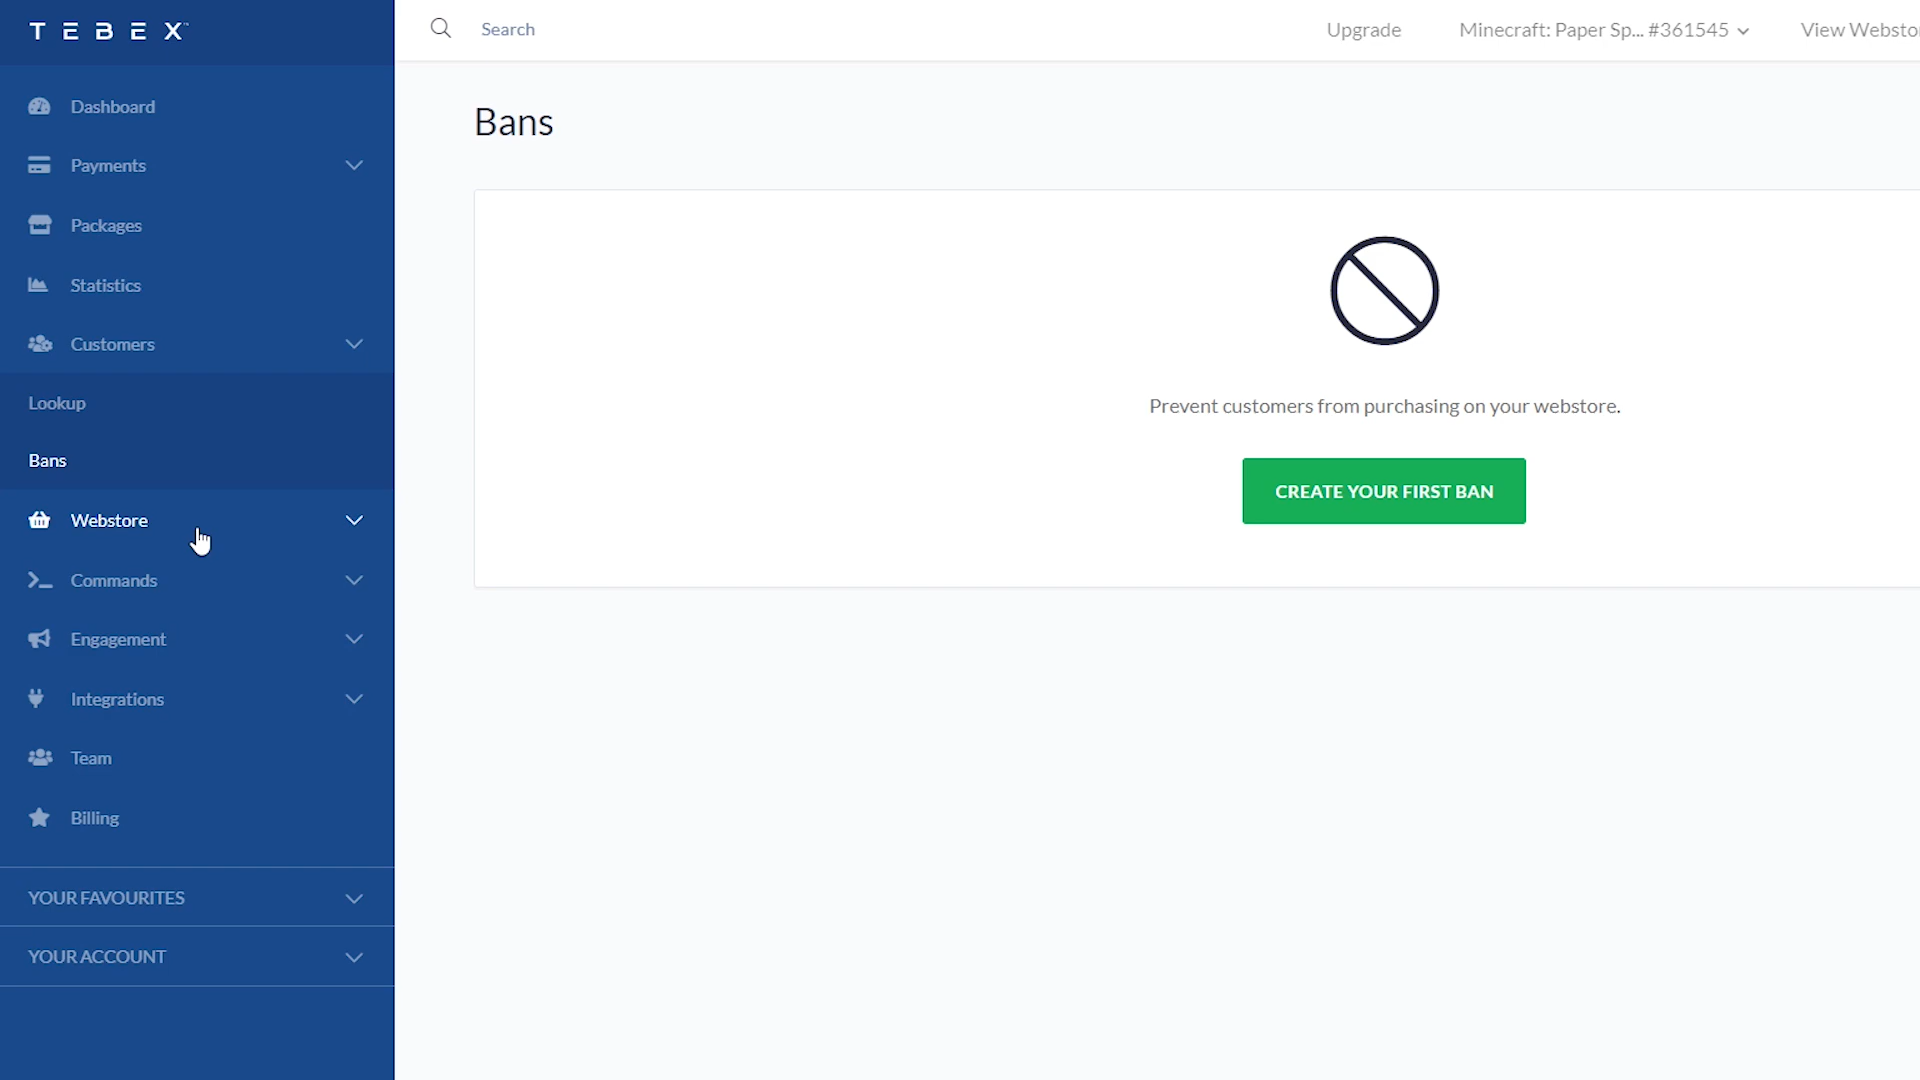 TEBEX™
Search
Upgrade
Minecraft: Paper Sp... #361545
View Websto
Dashboard
Payments
Packages
Statistics
Customers
Lookup
Bans
Webstore
Commands
Engagement
Integrations
Team
Billing
YOUR FAVOURITES
YOUR ACCOUNT
Bans
Prevent customers from purchasing on your webstore.
CREATE YOUR FIRST BAN